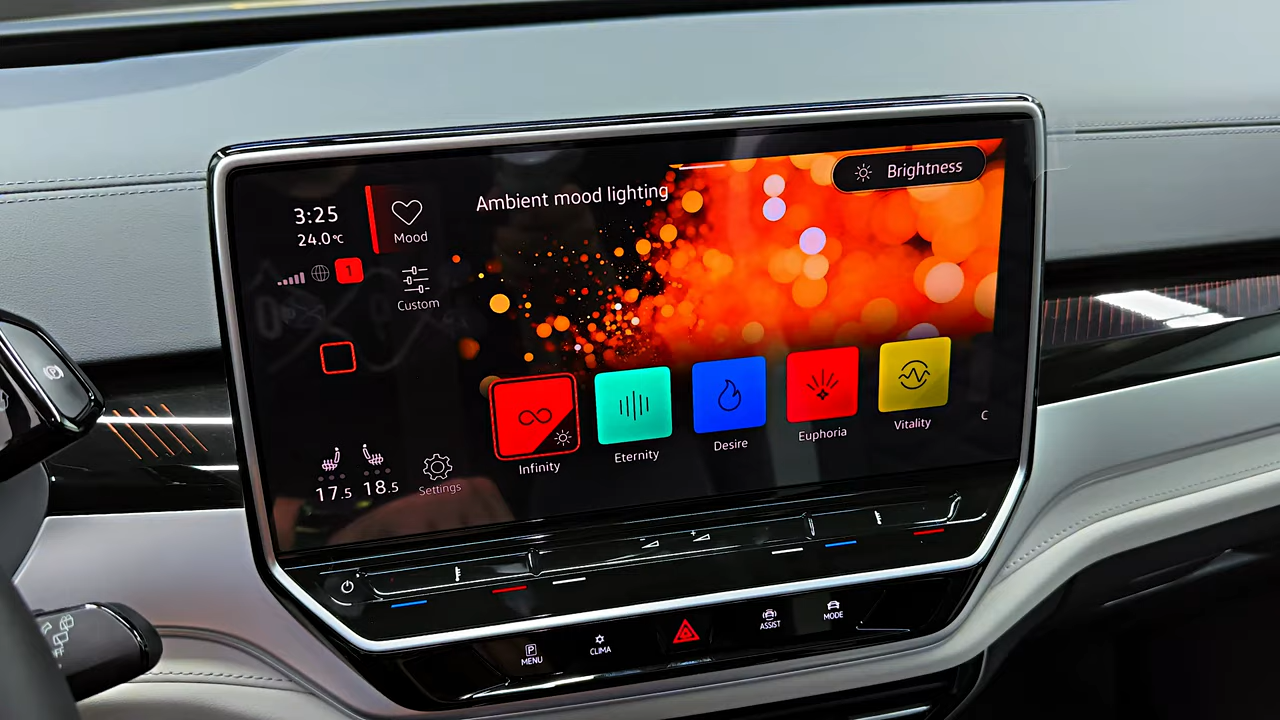 Ambient mood lighting
Brightness
3:25
24.0°C
1
Mood
Custom
Infinity
Eternity
Desire
Euphoria
Vitality
C
17.5
18.5
Settings
P
MENU
CLIMA
ASSIST
MODE